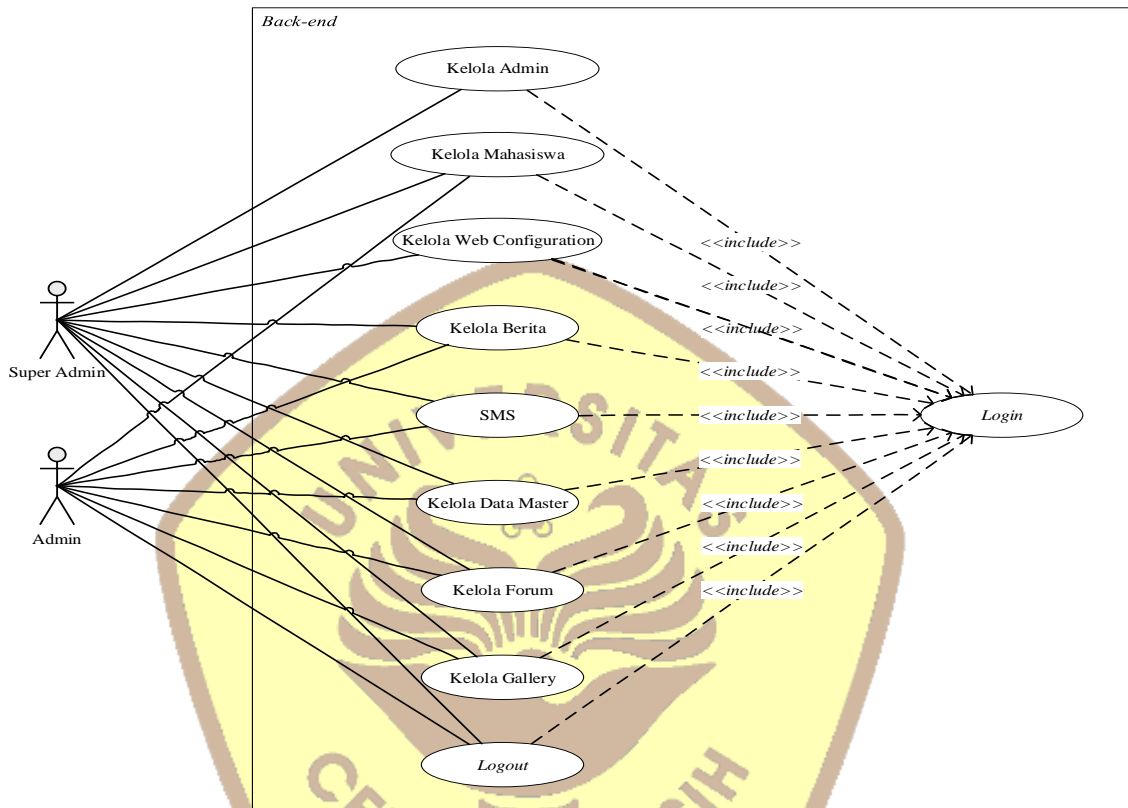 Back-end
Kelola Admin
Kelola Mahasiswa
Kelola Web Configuration
<<include>>
<<include>>
Super Admin
Kelola Berita
<<include>>
<<include>>
SMS
<<include>>
Login
UNIVERSITAS
Admin
Kelola Data Master
<<include>>
<<include>>
<<include>>
Kelola Forum
<<include>>
Kelola Gallery
Logout